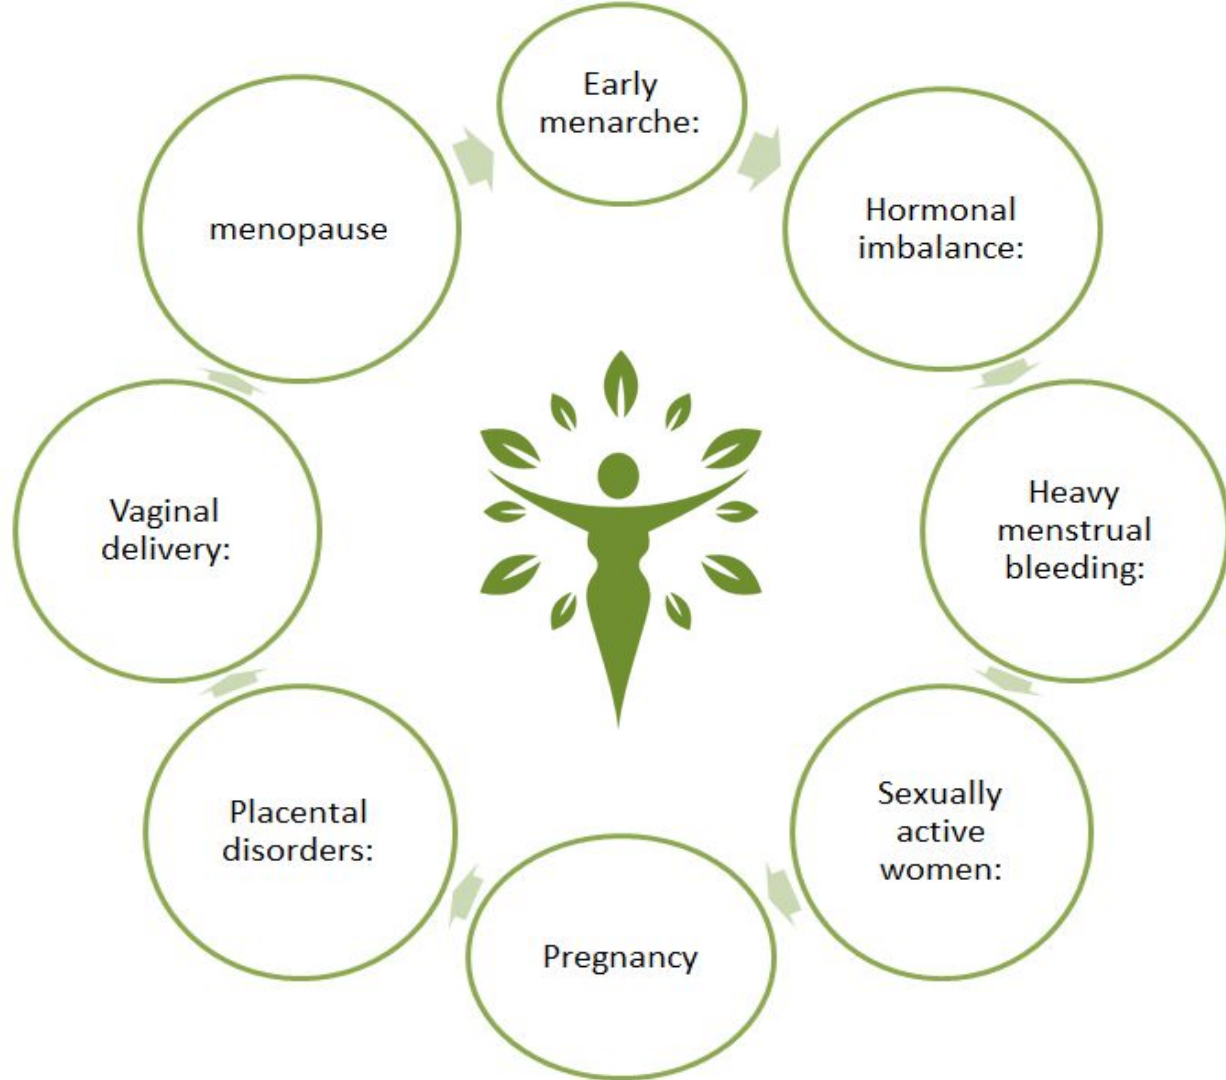 Early
menarche:
Hormonal
imbalance:
Heavy
menstrual
bleeding:
Sexually
active
women:
Pregnancy
Placental
disorders:
Vaginal
delivery:
menopause